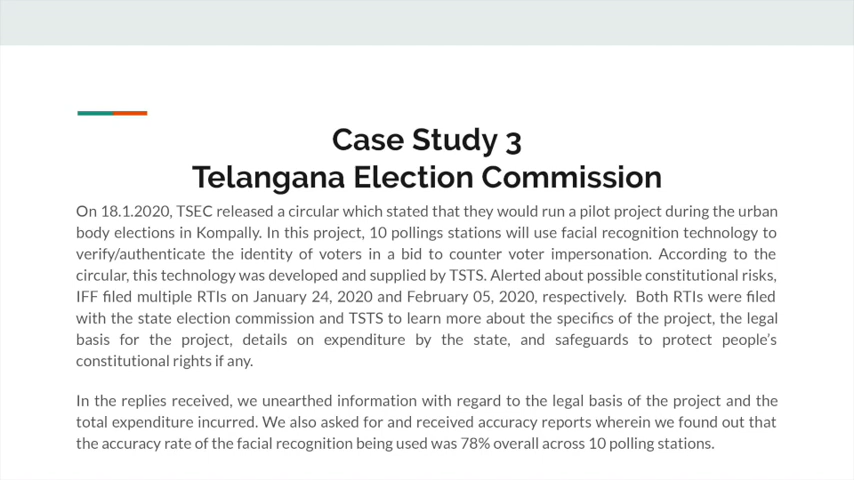 Case Study 3
Telangana Election Commission
On 18.1.2020, TSEC released a circular which stated that they would run a pilot project during the urban
body elections in Kompally. In this project, 10 pollings stations will use facial recognition technology to
verify/authenticate the identity of voters in a bid to counter voter impersonation. According to the
circular, this technology was developed and supplied by TSTS. Alerted about possible constitutional risks,
IFF filed multiple RTIs on January 24, 2020 and February 05, 2020, respectively. Both RTIs were filed
with the state election commission and TSTS to learn more about the specifics of the project, the legal
basis for the project, details on expenditure by the state, and safeguards to protect people's
constitutional rights if any.
In the replies received, we unearthed information with regard to the legal basis of the project and the
total expenditure incurred. We also asked for and received accuracy reports wherein we found out that
the accuracy rate of the facial recognition being used was 78% overall across 10 polling stations.